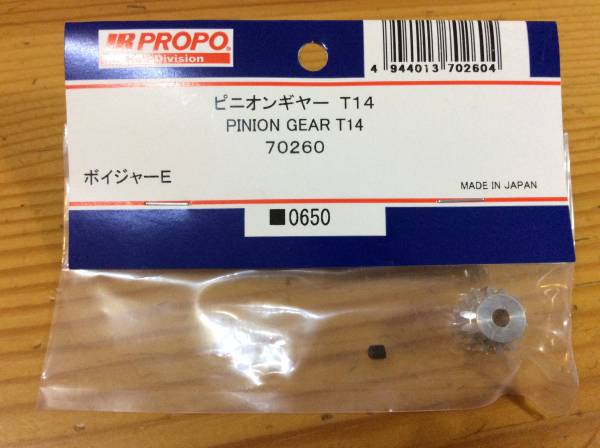 JR PROPO®
Division
4 944013 702604
ピニオンギヤー T14
PINION GEAR T14
70260
ボイジャーE
MADE IN JAPAN
■0650